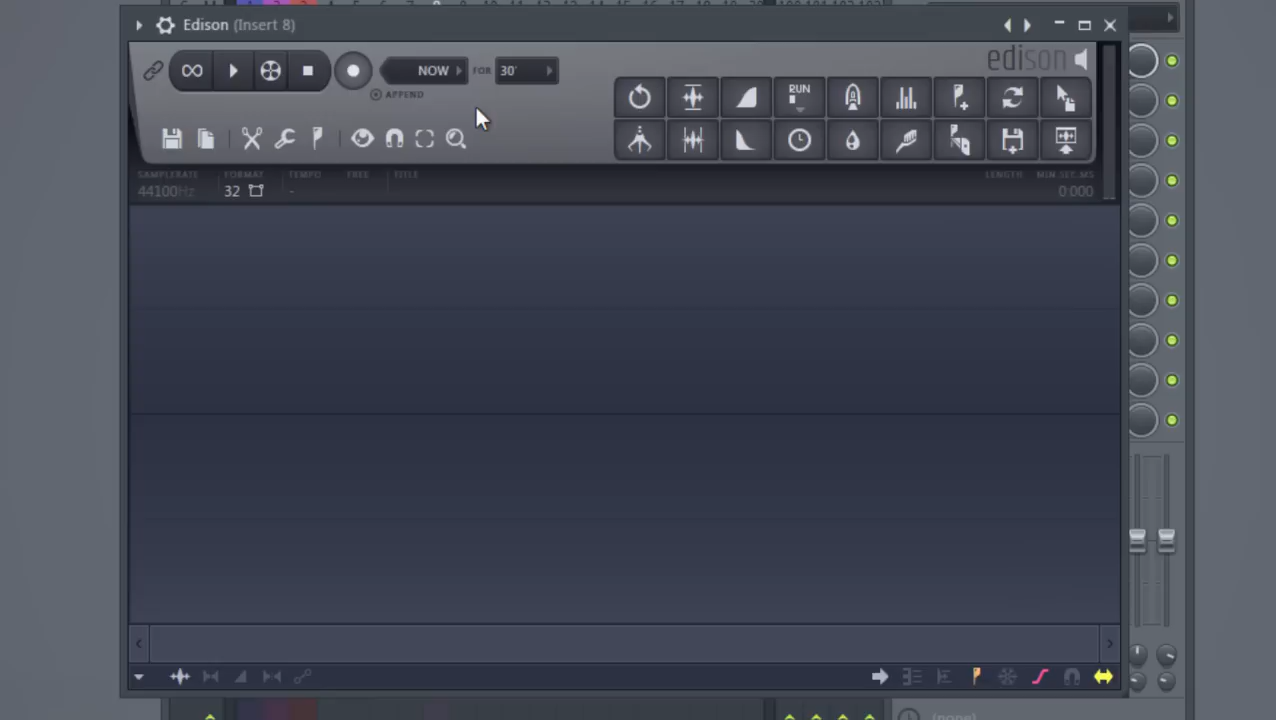 Edison (Insert 8)
edison
NOW FOR 30'
APPEND
RUN
SAMPLERATE FORMAT TEMPO FREE TITLE LENGTH MIN:SEC:MS
44100Hz 32 - 0:000
(none)